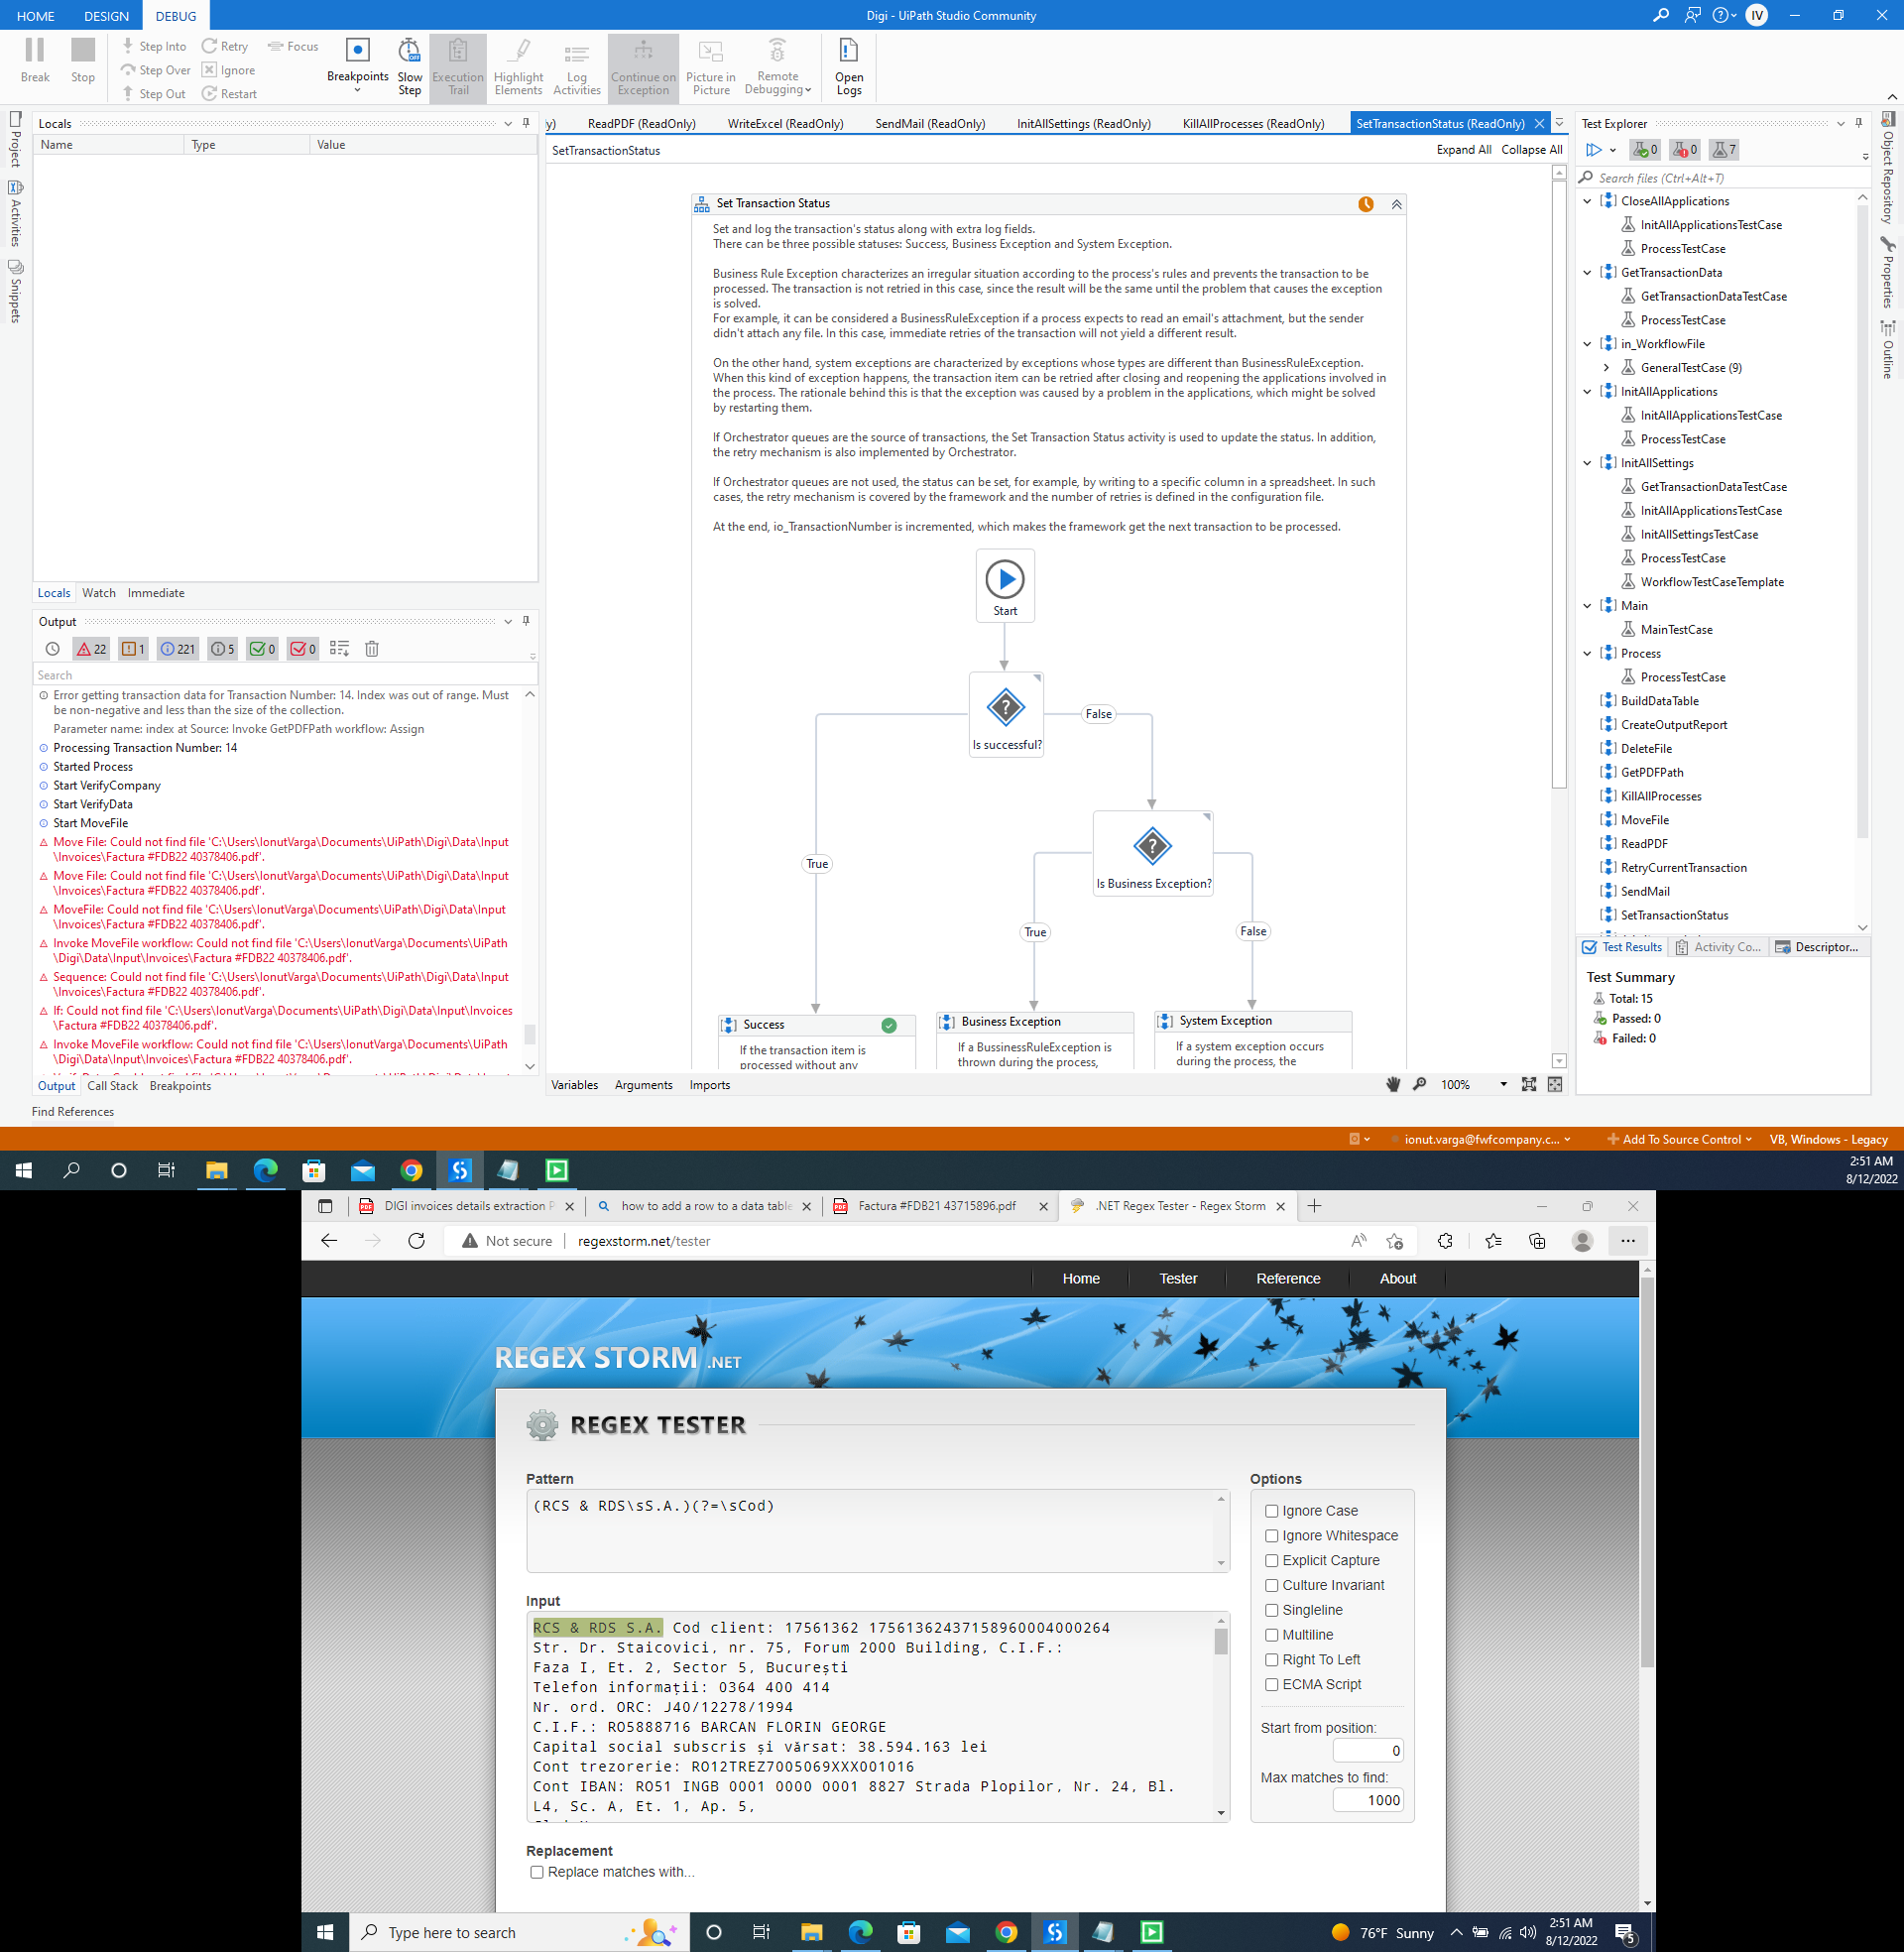 HOME DESIGN DEBUG
Digi - UiPath Studio Community
IV
Break
Stop
Step Into
Step Over
Step Out
Retry
Ignore
Restart
Focus
Breakpoints
Slow Step
Execution Trail
Highlight Elements
Log Activities
Continue on Exception
Picture in Picture
Remote Debugging
Open Logs
Project
Activities
Snippets
Locals
Name Type Value
Locals Watch Immediate
Output
22 1 221 5 0 0
Search
Error getting transaction data for Transaction Number: 14. Index was out of range. Must
be non-negative and less than the size of the collection.
Parameter name: index at Source: Invoke GetPDFPath workflow: Assign
Processing Transaction Number: 14
Started Process
Start VerifyCompany
Start VerifyData
Start MoveFile
Move File: Could not find file 'C:\Users\IonutVarga\Documents\UiPath\Digi\Data\Input
\Invoices\Factura #FDB22 40378406.pdf'.
Move File: Could not find file 'C:\Users\IonutVarga\Documents\UiPath\Digi\Data\Input
\Invoices\Factura #FDB22 40378406.pdf'.
MoveFile: Could not find file 'C:\Users\IonutVarga\Documents\UiPath\Digi\Data\Input
\Invoices\Factura #FDB22 40378406.pdf'.
Invoke MoveFile workflow: Could not find file 'C:\Users\IonutVarga\Documents\UiPath
\Digi\Data\Input\Invoices\Factura #FDB22 40378406.pdf'.
Sequence: Could not find file 'C:\Users\IonutVarga\Documents\UiPath\Digi\Data\Input
\Invoices\Factura #FDB22 40378406.pdf'.
If: Could not find file 'C:\Users\IonutVarga\Documents\UiPath\Digi\Data\Input\Invoices
\Factura #FDB22 40378406.pdf'.
Invoke MoveFile workflow: Could not find file 'C:\Users\IonutVarga\Documents\UiPath
\Digi\Data\Input\Invoices\Factura #FDB22 40378406.pdf'.
Output Call Stack Breakpoints
Find References
y) ReadPDF (ReadOnly) WriteExcel (ReadOnly) SendMail (ReadOnly) InitAllSettings (ReadOnly) KillAllProcesses (ReadOnly) SetTransactionStatus (ReadOnly)
SetTransactionStatus
Expand All Collapse All
Set Transaction Status
Set and log the transaction's status along with extra log fields.
There can be three possible statuses: Success, Business Exception and System Exception.
Business Rule Exception characterizes an irregular situation according to the process's rules and prevents the transaction to be
processed. The transaction is not retried in this case, since the result will be the same until the problem that causes the exception
is solved.
For example, it can be considered a BusinessRuleException if a process expects to read an email's attachment, but the sender
didn't attach any file. In this case, immediate retries of the transaction will not yield a different result.
On the other hand, system exceptions are characterized by exceptions whose types are different than BusinessRuleException.
When this kind of exception happens, the transaction item can be retried after closing and reopening the applications involved in
the process. The rationale behind this is that the exception was caused by a problem in the applications, which might be solved
by restarting them.
If Orchestrator queues are the source of transactions, the Set Transaction Status activity is used to update the status. In addition,
the retry mechanism is also implemented by Orchestrator.
If Orchestrator queues are not used, the status can be set, for example, by writing to a specific column in a spreadsheet. In such
cases, the retry mechanism is covered by the framework and the number of retries is defined in the configuration file.
At the end, io_TransactionNumber is incremented, which makes the framework get the next transaction to be processed.
Start
False
Is successful?
True
Is Business Exception?
True
False
Success
If the transaction item is
processed without any
Business Exception
If a BussinessRuleException is
thrown during the process,
System Exception
If a system exception occurs
during the process, the
Variables Arguments Imports
100%
Test Explorer
0 0 7
Search files (Ctrl+Alt+T)
CloseAllApplications
InitAllApplicationsTestCase
ProcessTestCase
GetTransactionData
GetTransactionDataTestCase
ProcessTestCase
in_WorkflowFile
GeneralTestCase (9)
InitAllApplications
InitAllApplicationsTestCase
ProcessTestCase
InitAllSettings
GetTransactionDataTestCase
InitAllApplicationsTestCase
InitAllSettingsTestCase
ProcessTestCase
WorkflowTestCaseTemplate
Main
MainTestCase
Process
ProcessTestCase
BuildDataTable
CreateOutputReport
DeleteFile
GetPDFPath
KillAllProcesses
MoveFile
ReadPDF
RetryCurrentTransaction
SendMail
SetTransactionStatus
Test Results Activity Co... Descriptor...
Test Summary
Total: 15
Passed: 0
Failed: 0
Object Repository
Properties
Outline
ionut.varga@fwfcompany.c... Add To Source Control VB, Windows - Legacy
2:51 AM
8/12/2022
DIGI invoices details extraction P how to add a row to a data table Factura #FDB21 43715896.pdf .NET Regex Tester - Regex Storm
Not secure regexstorm.net/tester
Home Tester Reference About
REGEX STORM .NET
REGEX TESTER
Pattern
(RCS & RDS\sS.A.)(?=\sCod)
Input
RCS & RDS S.A. Cod client: 17561362 17561362437158960004000264
Str. Dr. Staicovici, nr. 75, Forum 2000 Building, C.I.F.:
Faza I, Et. 2, Sector 5, București
Telefon informații: 0364 400 414
Nr. ord. ORC: J40/12278/1994
C.I.F.: RO5888716 BARCAN FLORIN GEORGE
Capital social subscris și vărsat: 38.594.163 lei
Cont trezorerie: RO12TREZ7005069XXX001016
Cont IBAN: RO51 INGB 0001 0000 0001 8827 Strada Plopilor, Nr. 24, Bl.
L4, Sc. A, Et. 1, Ap. 5,
Options
Ignore Case
Ignore Whitespace
Explicit Capture
Culture Invariant
Singleline
Multiline
Right To Left
ECMA Script
Start from position:
0
Max matches to find:
1000
Replacement
Replace matches with...
Type here to search
76°F Sunny
2:51 AM
8/12/2022
5